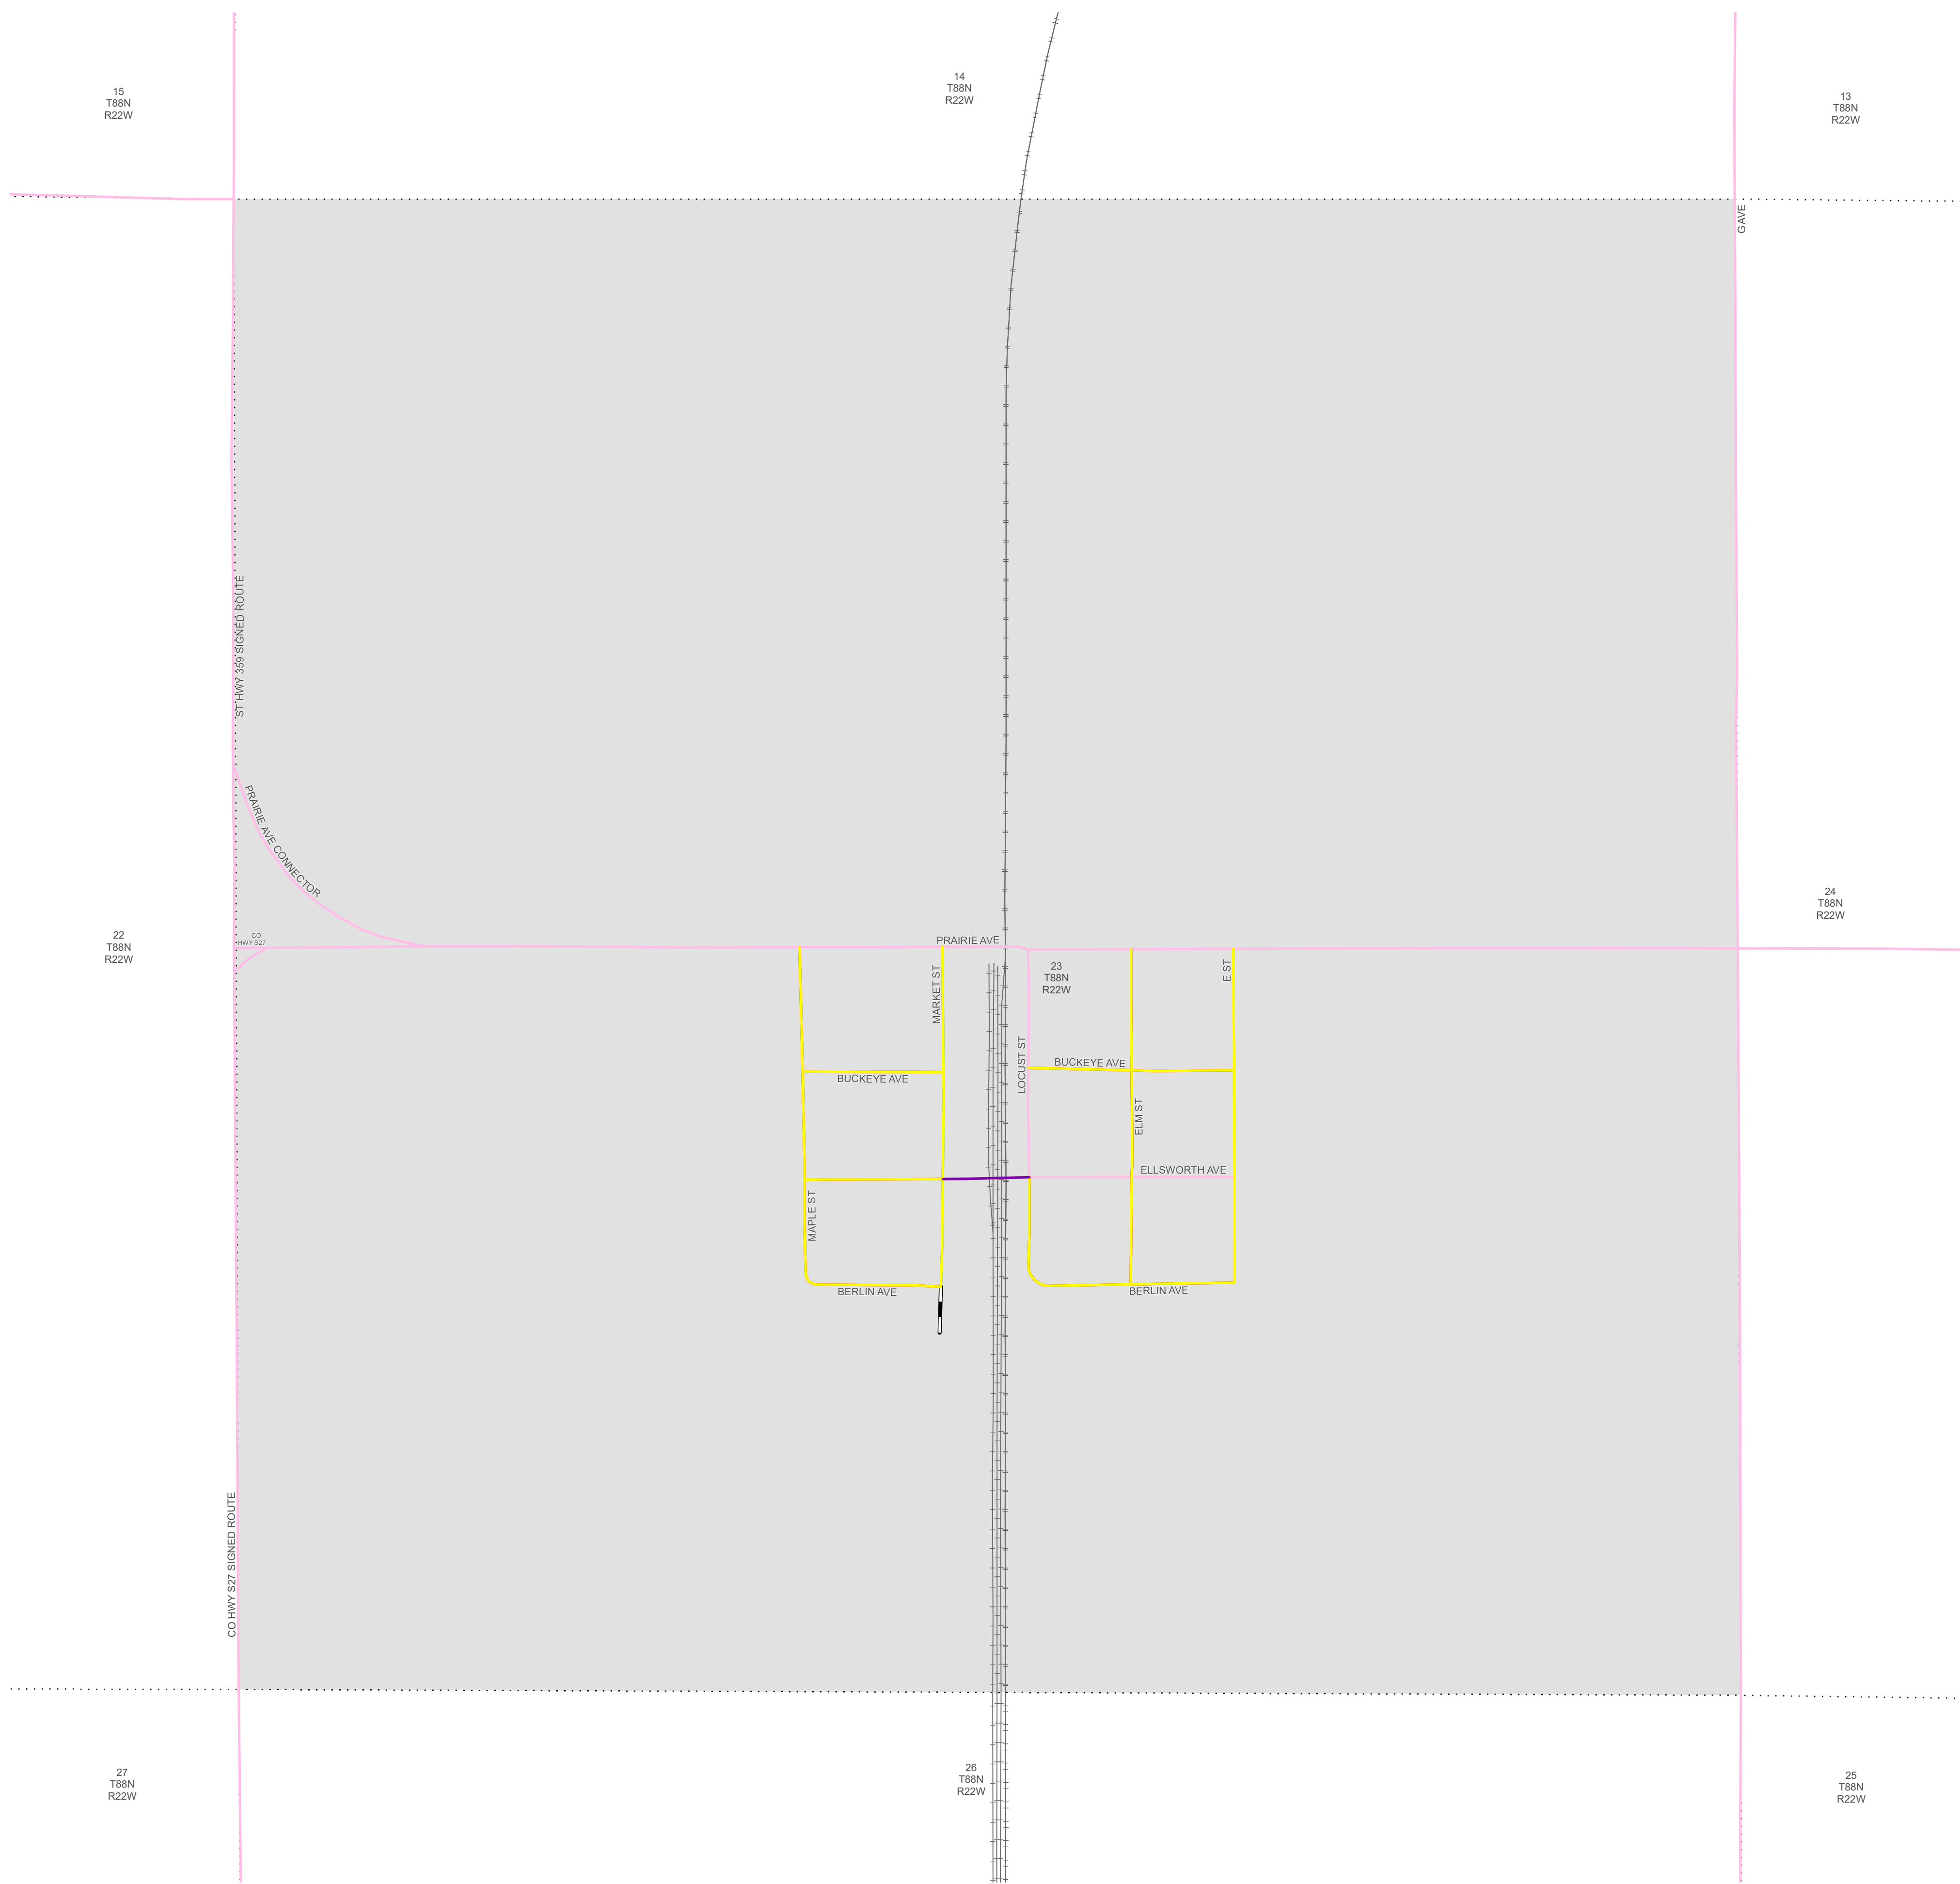 14
T88N
R22W
15
T88N
R22W
13
T88N
R22W
G AVE
ST HWY 359 SIGNED ROUTE
PRAIRIE AVE CONNECTOR
24
T88N
R22W
22
T88N
R22W
CO
HWY S27
PRAIRIE AVE
23
T88N
R22W
E ST
MARKET ST
LOCUST ST
BUCKEYE AVE
BUCKEYE AVE
ELM ST
ELLSWORTH AVE
MAPLE ST
BERLIN AVE
BERLIN AVE
CO HWY S27 SIGNED ROUTE
27
T88N
R22W
26
T88N
R22W
25
T88N
R22W